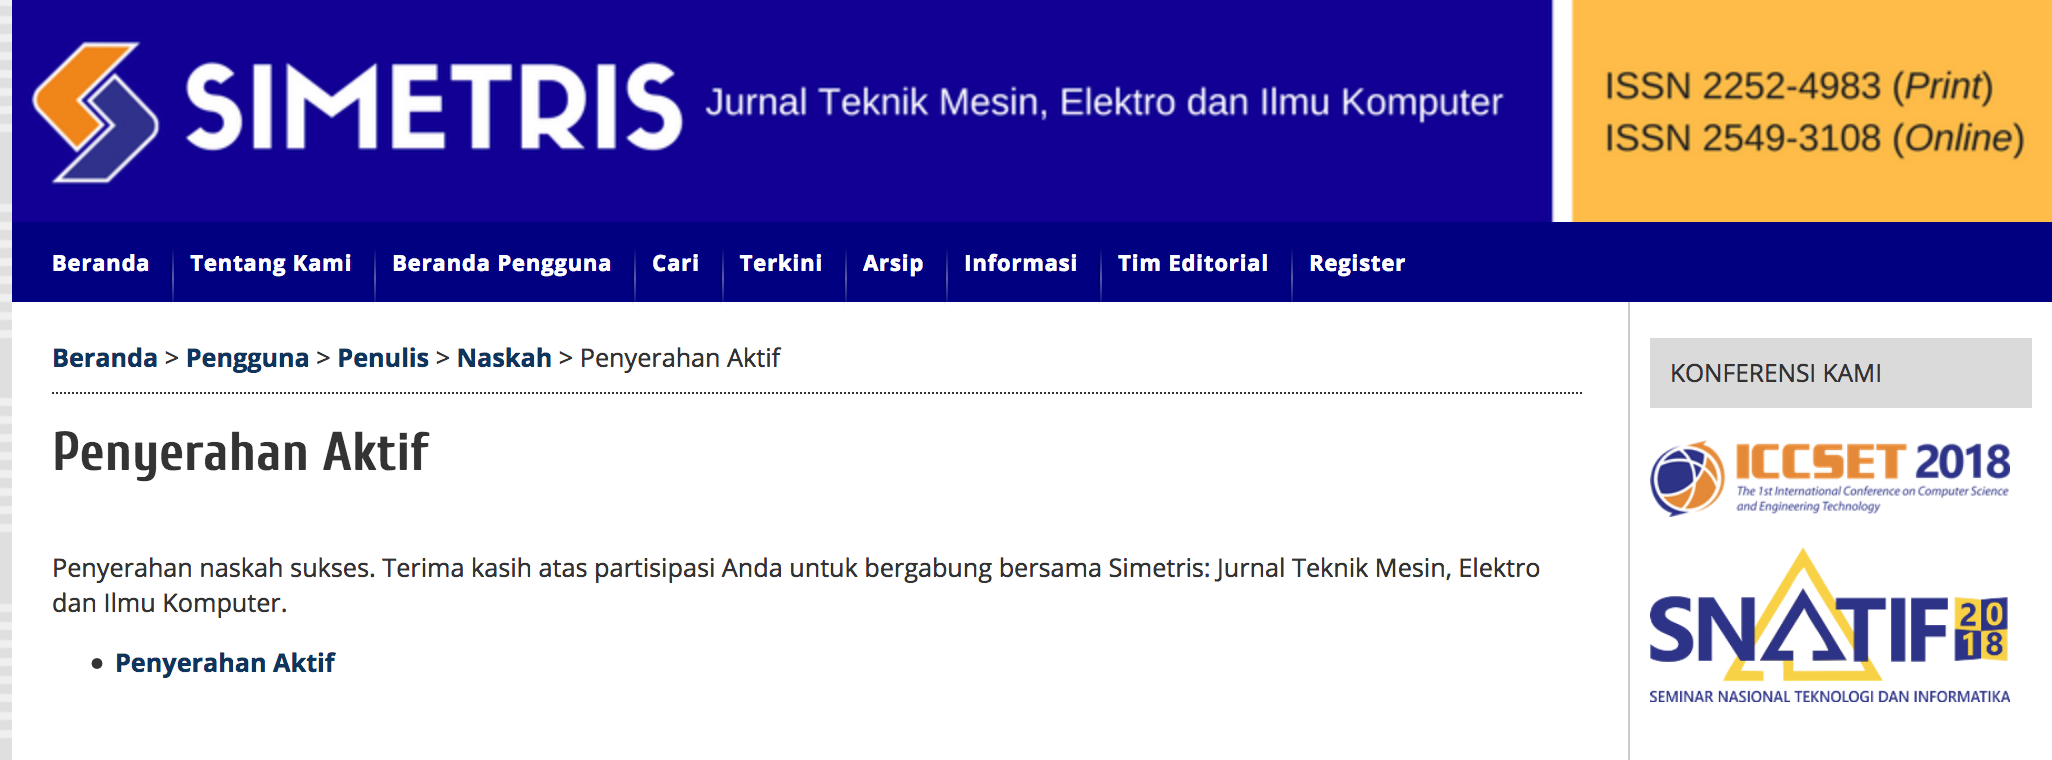 SIMETRIS Jurnal Teknik Mesin, Elektro dan Ilmu Komputer
ISSN 2252-4983 (Print)
ISSN 2549-3108 (Online)
Beranda Tentang Kami Beranda Pengguna Cari Terkini Arsip Informasi Tim Editorial Register
Beranda > Pengguna > Penulis > Naskah > Penyerahan Aktif
Penyerahan Aktif
Penyerahan naskah sukses. Terima kasih atas partisipasi Anda untuk bergabung bersama Simetris: Jurnal Teknik Mesin, Elektro
dan Ilmu Komputer.
• Penyerahan Aktif
KONFERENSI KAMI
ICCSET 2018
The 1st International Conference on Computer Science
and Engineering Technology
SNATIF 2018
SEMINAR NASIONAL TEKNOLOGI DAN INFORMATIKA